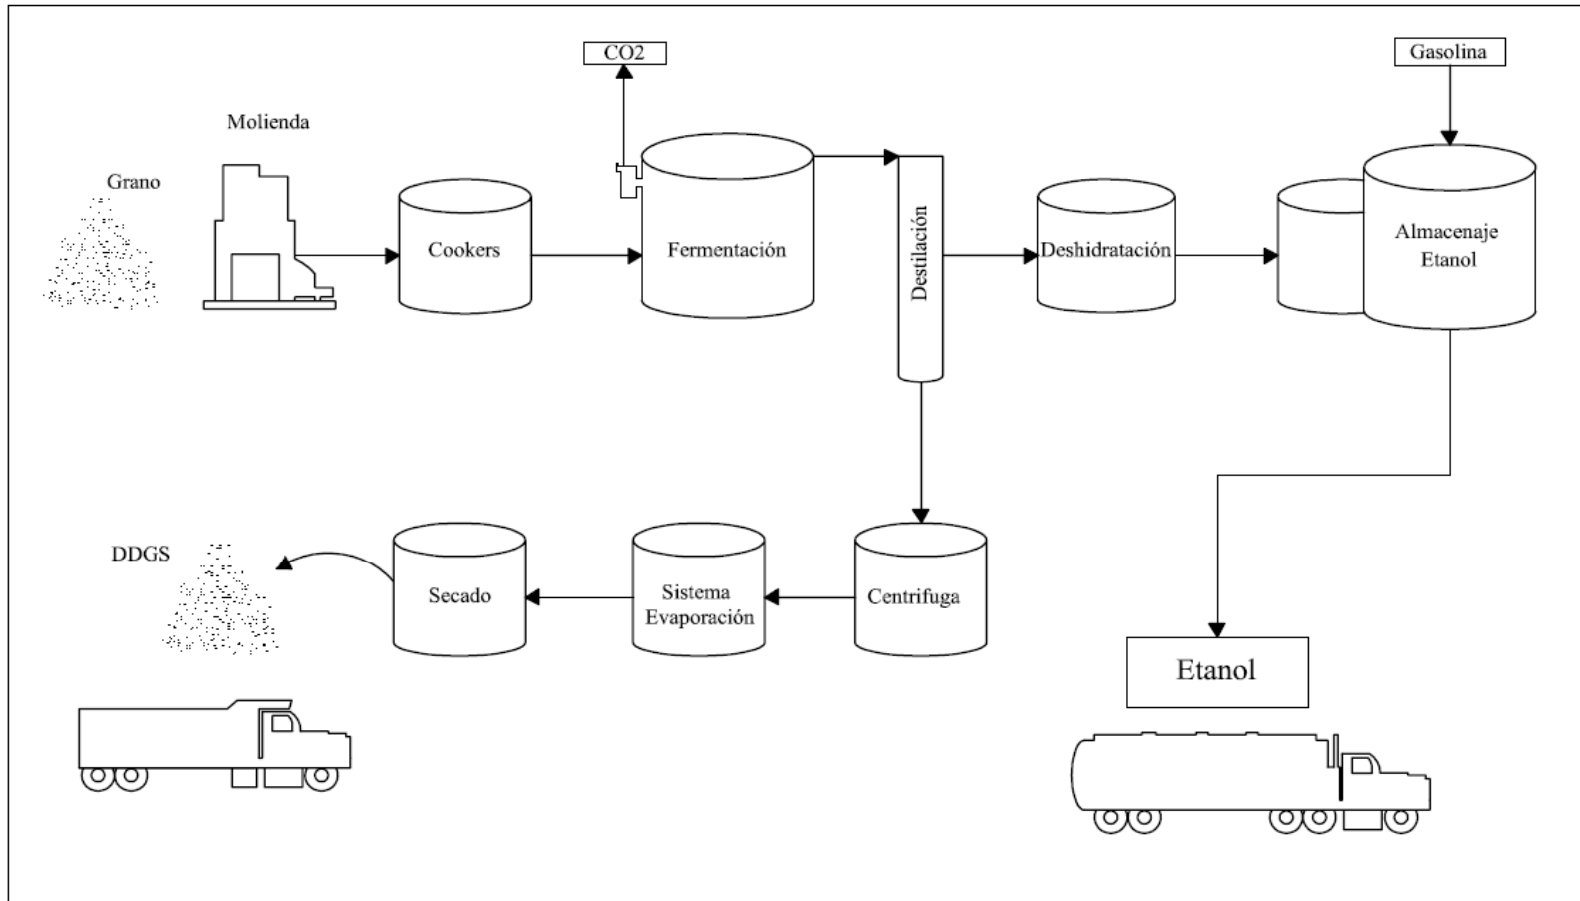 CO2
Gasolina
Molienda
Grano
Cookers
Fermentación
Destilación
Deshidratación
Almacenaje
Etanol
DDGS
Secado
Sistema
Evaporación
Centrifuga
Etanol